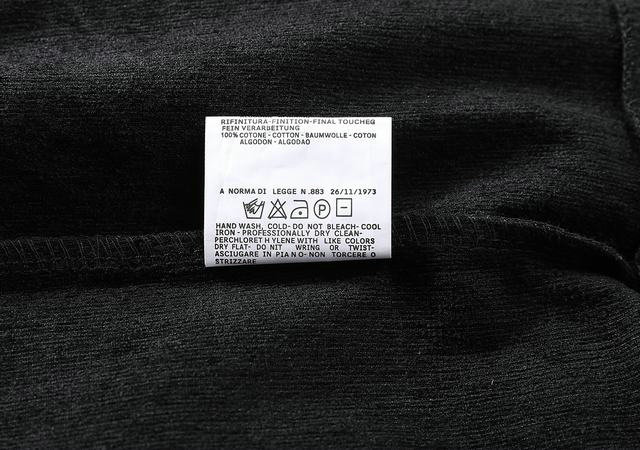 RIFINITURA-FINITION-FINAL TOUCHEG
FEIN VERARBEITUNG
100% COTONE - COTTON - BAUMWOLLE - COTON
ALGODON - ALGODAO
A NORMA DI LEGGE N.883 26/11/1973
P
HAND WASH, COLD- DO NOT BLEACH- COOL
IRON - PROFESSIONALLY DRY CLEAN-
PERCHLORET H YLENE WITH LIKE COLORS
DRY FLAT- DO NIT WRING OR TWIST-
ASCIUGARE IN PIA N O- NON TORCERE O
STRIZZARE